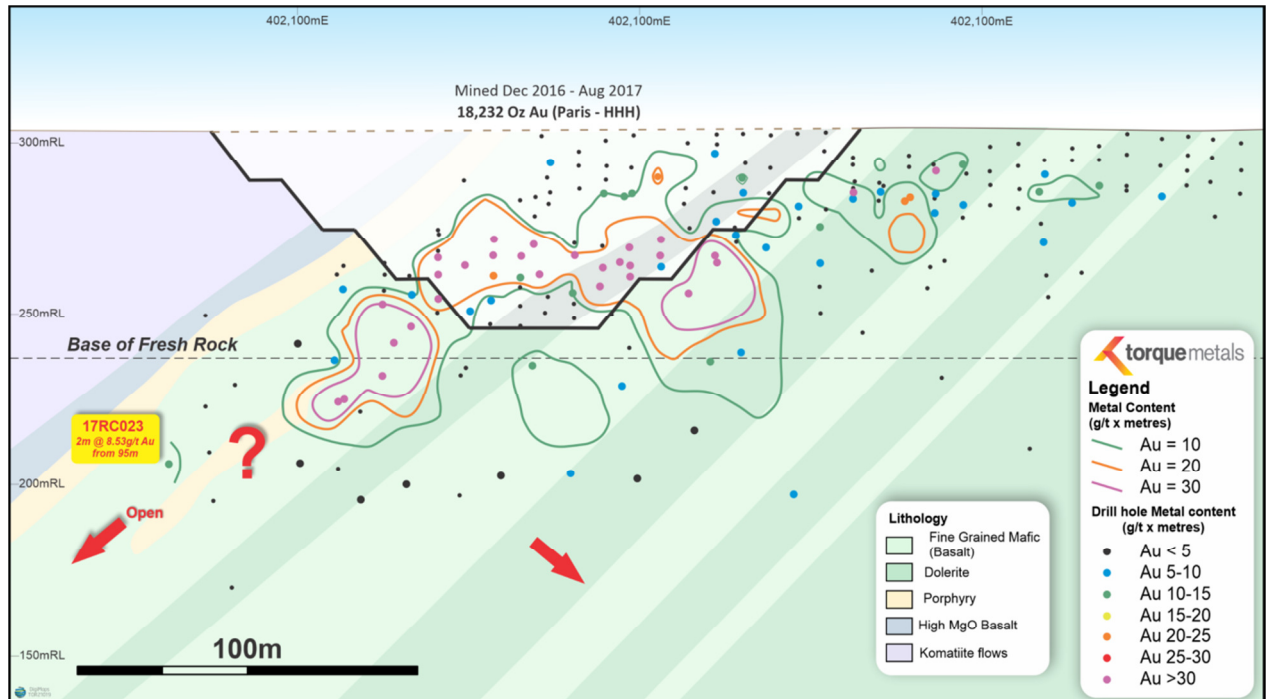 402,100mE 402,100mE 402,100mE
Mined Dec 2016 - Aug 2017
18,232 Oz Au (Paris - HHH)
300mRL
250mRL
Base of Fresh Rock
17RC023
2m @ 8.53g/t Au
from 95m
?
200mRL
Open
150mRL
100m
Lithology
Fine Grained Mafic
(Basalt)
Dolerite
Porphyry
High MgO Basalt
Komatiite flows
torquemetals
Legend
Metal Content
(g/t x metres)
Au = 10
Au = 20
Au = 30
Drill hole Metal content
(g/t x metres)
Au < 5
Au 5-10
Au 10-15
Au 15-20
Au 20-25
Au 25-30
Au >30